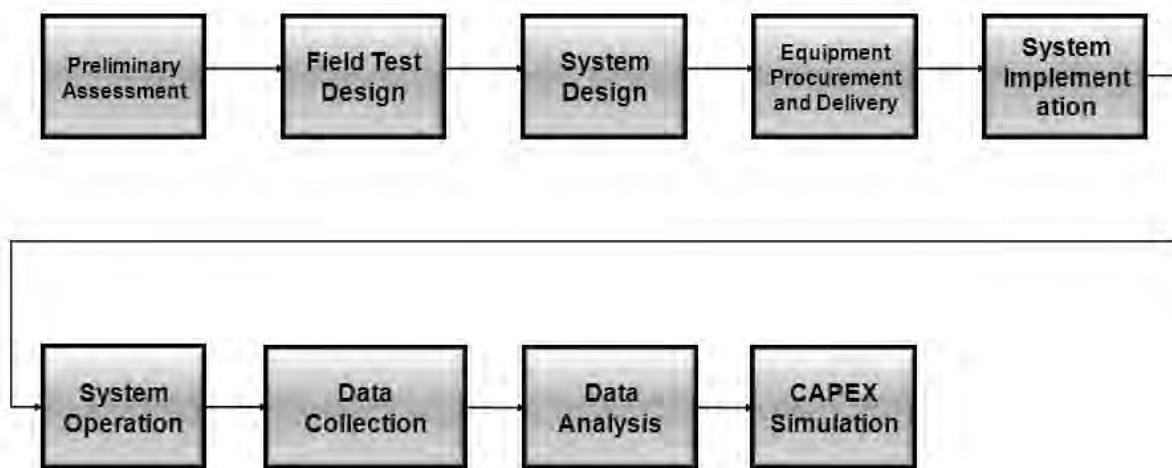 Preliminary
Assessment
Field Test
Design
System
Design
Equipment
Procurement
and Delivery
System
Implement
ation
System
Operation
Data
Collection
Data
Analysis
CAPEX
Simulation